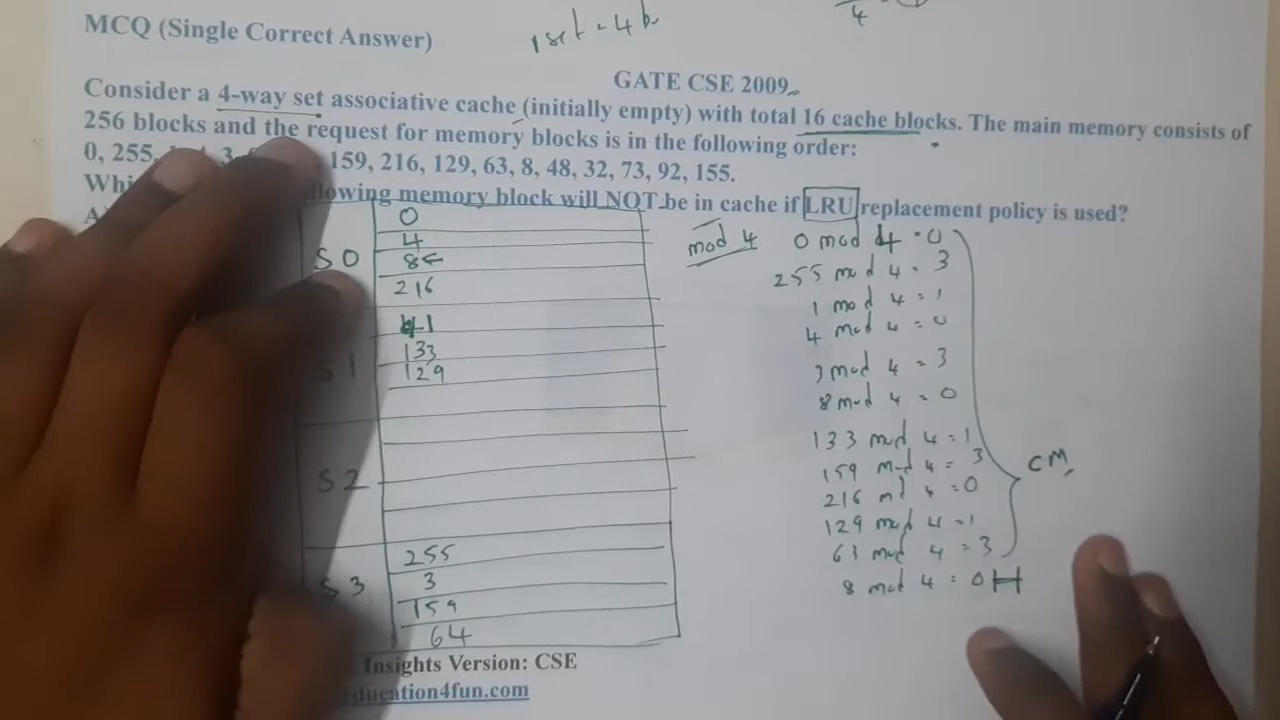 1 set = 4 b
4
MCQ (Single Correct Answer)
GATE CSE 2009
Consider a 4-way set associative cache (initially empty) with total 16 cache blocks. The main memory consists of
256 blocks and the request for memory blocks is in the following order:
0, 255, 3, 159, 216, 129, 63, 8, 48, 32, 73, 92, 155.
llowing memory block will NOT be in cache if LRU replacement policy is used?
S0
0
4
8
216
S1
1
133
129
S2
S3
255
3
159
64
mod 4
0 mod 4 = 0
255 mod 4 = 3
1 mod 4 = 1
4 mod 4 = 0
3 mod 4 = 3
8 mod 4 = 0
133 mod 4 = 1
159 mod 4 = 3
216 md 4 = 0
129 mod 4 = 1
63 mod 4 = 3
8 mod 4 = 0 H
CM
Insights Version: CSE
education4fun.com